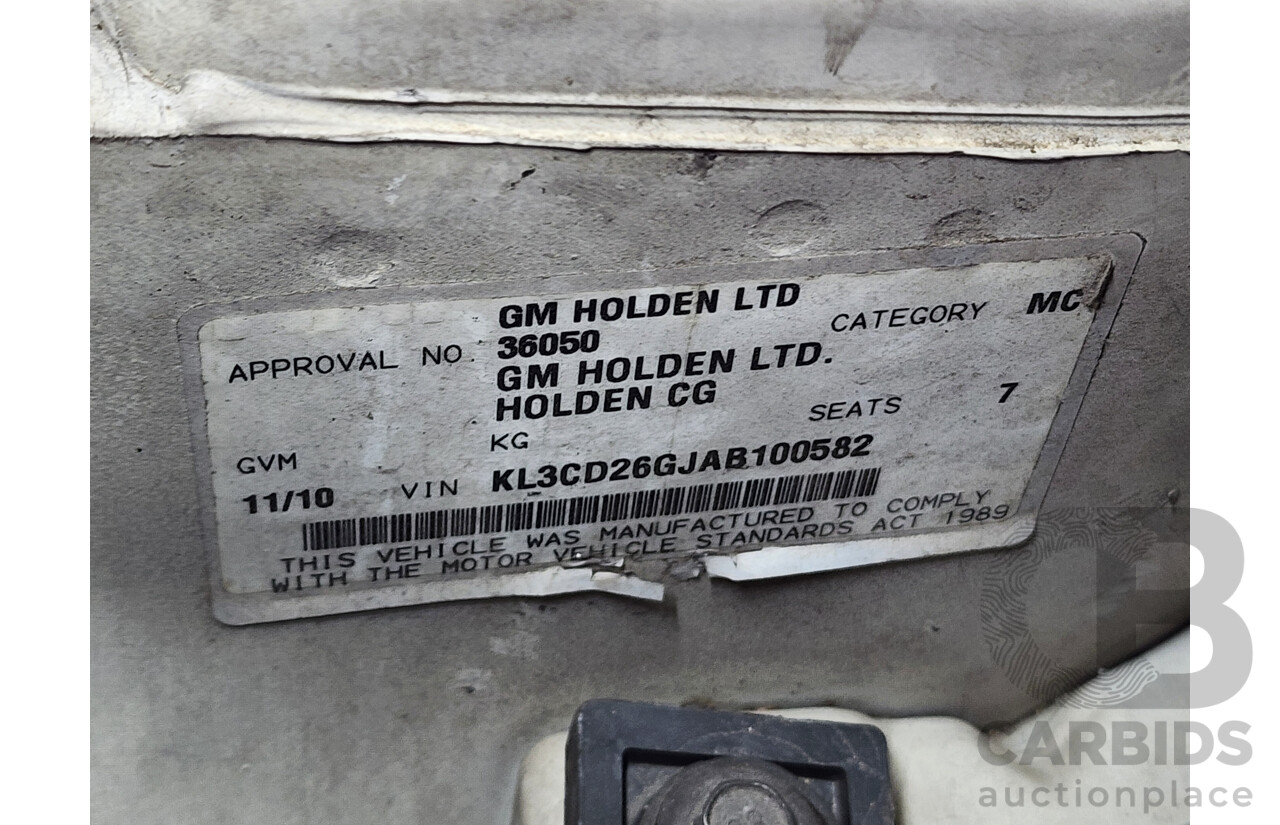 GM HOLDEN LTD
APPROVAL NO. 36050 CATEGORY MC
GM HOLDEN LTD.
HOLDEN CG
GVM KG SEATS 7
11/10 VIN KL3CD26GJAB100582
THIS VEHICLE WAS MANUFACTURED TO COMPLY
WITH THE MOTOR VEHICLE STANDARDS ACT 1989
CB
CARBIDS
auctionplace